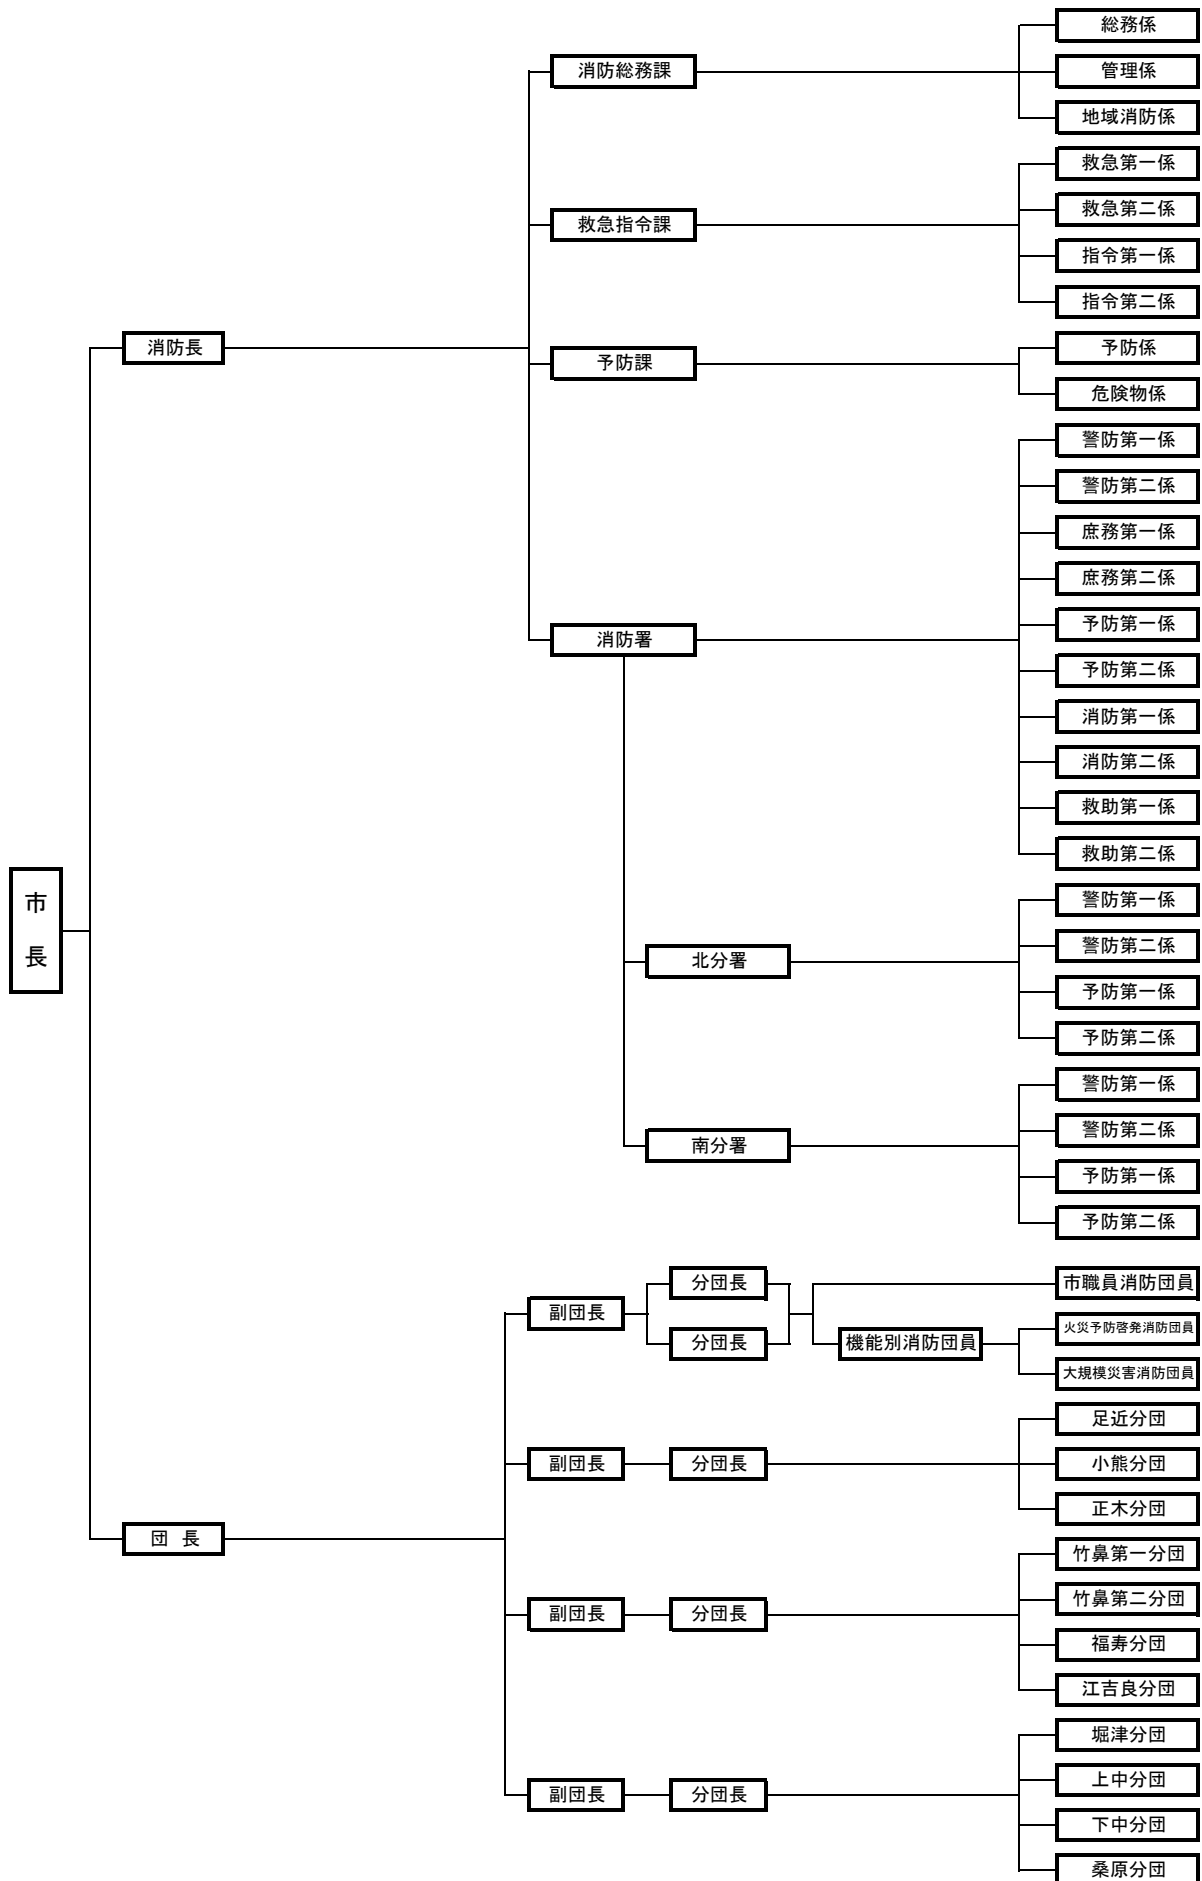 総務係
消防総務課
管理係
地域消防係
救急第一係
救急第二係
救急指令課
指令第一係
指令第二係
消防長
予防係
予防課
危険物係
警防第一係
警防第二係
庶務第一係
庶務第二係
予防第一係
消防署
予防第二係
消防第一係
消防第二係
救助第一係
救助第二係
市
長
警防第一係
警防第二係
北分署
予防第一係
予防第二係
警防第一係
警防第二係
南分署
予防第一係
予防第二係
分団長
市職員消防団員
副団長
火災予防啓発消防団員
分団長
機能別消防団員
大規模災害消防団員
足近分団
副団長
分団長
小熊分団
正木分団
団 長
竹鼻第一分団
竹鼻第二分団
副団長
分団長
福寿分団
江吉良分団
堀津分団
上中分団
副団長
分団長
下中分団
桑原分団